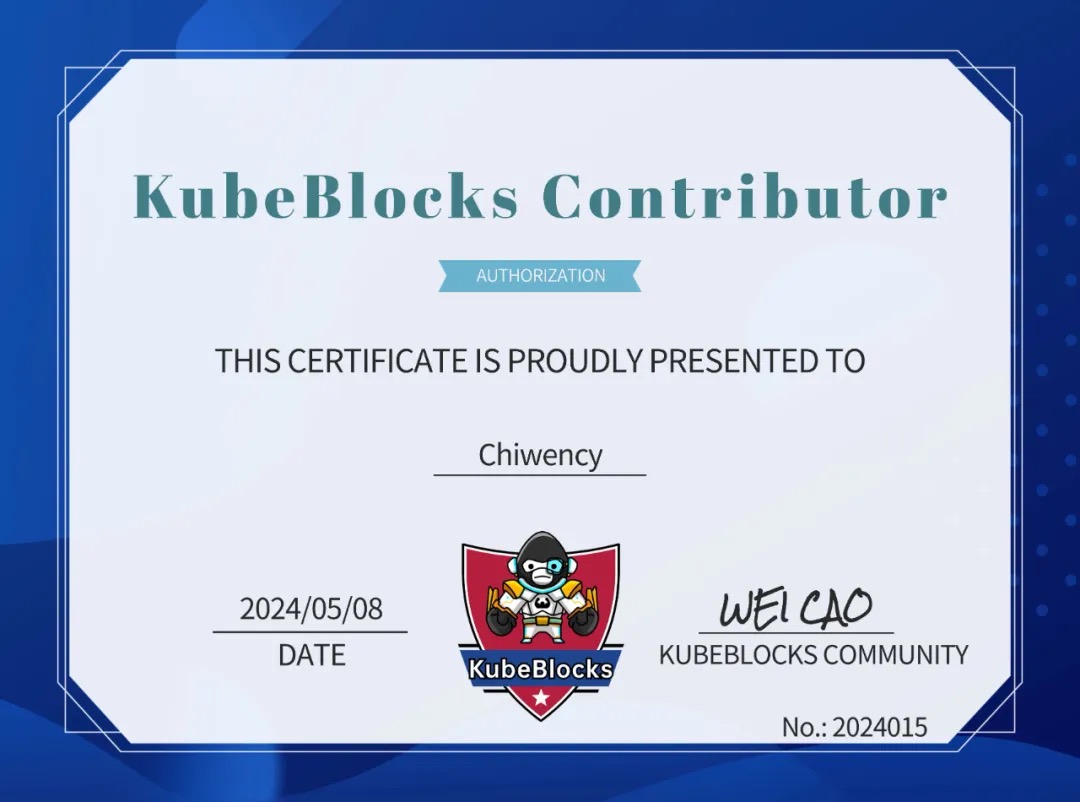 KubeBlocks Contributor
AUTHORIZATION
THIS CERTIFICATE IS PROUDLY PRESENTED TO
Chiwency
2024/05/08
DATE
KubeBlocks
WEI CAO
KUBEBLOCKS COMMUNITY
No.: 2024015